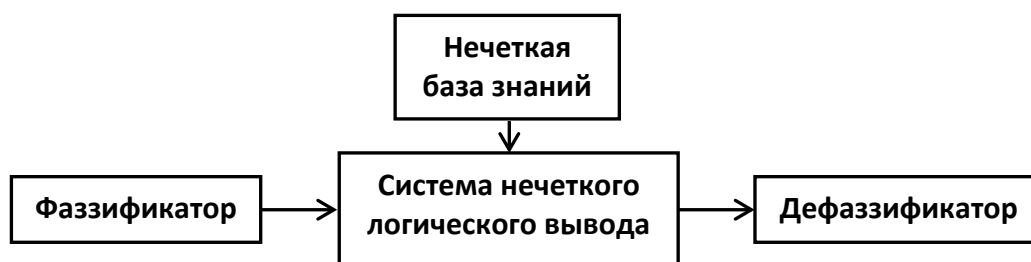 Нечеткая
база знаний
Фаззификатор
Система нечеткого
логического вывода
Дефаззификатор